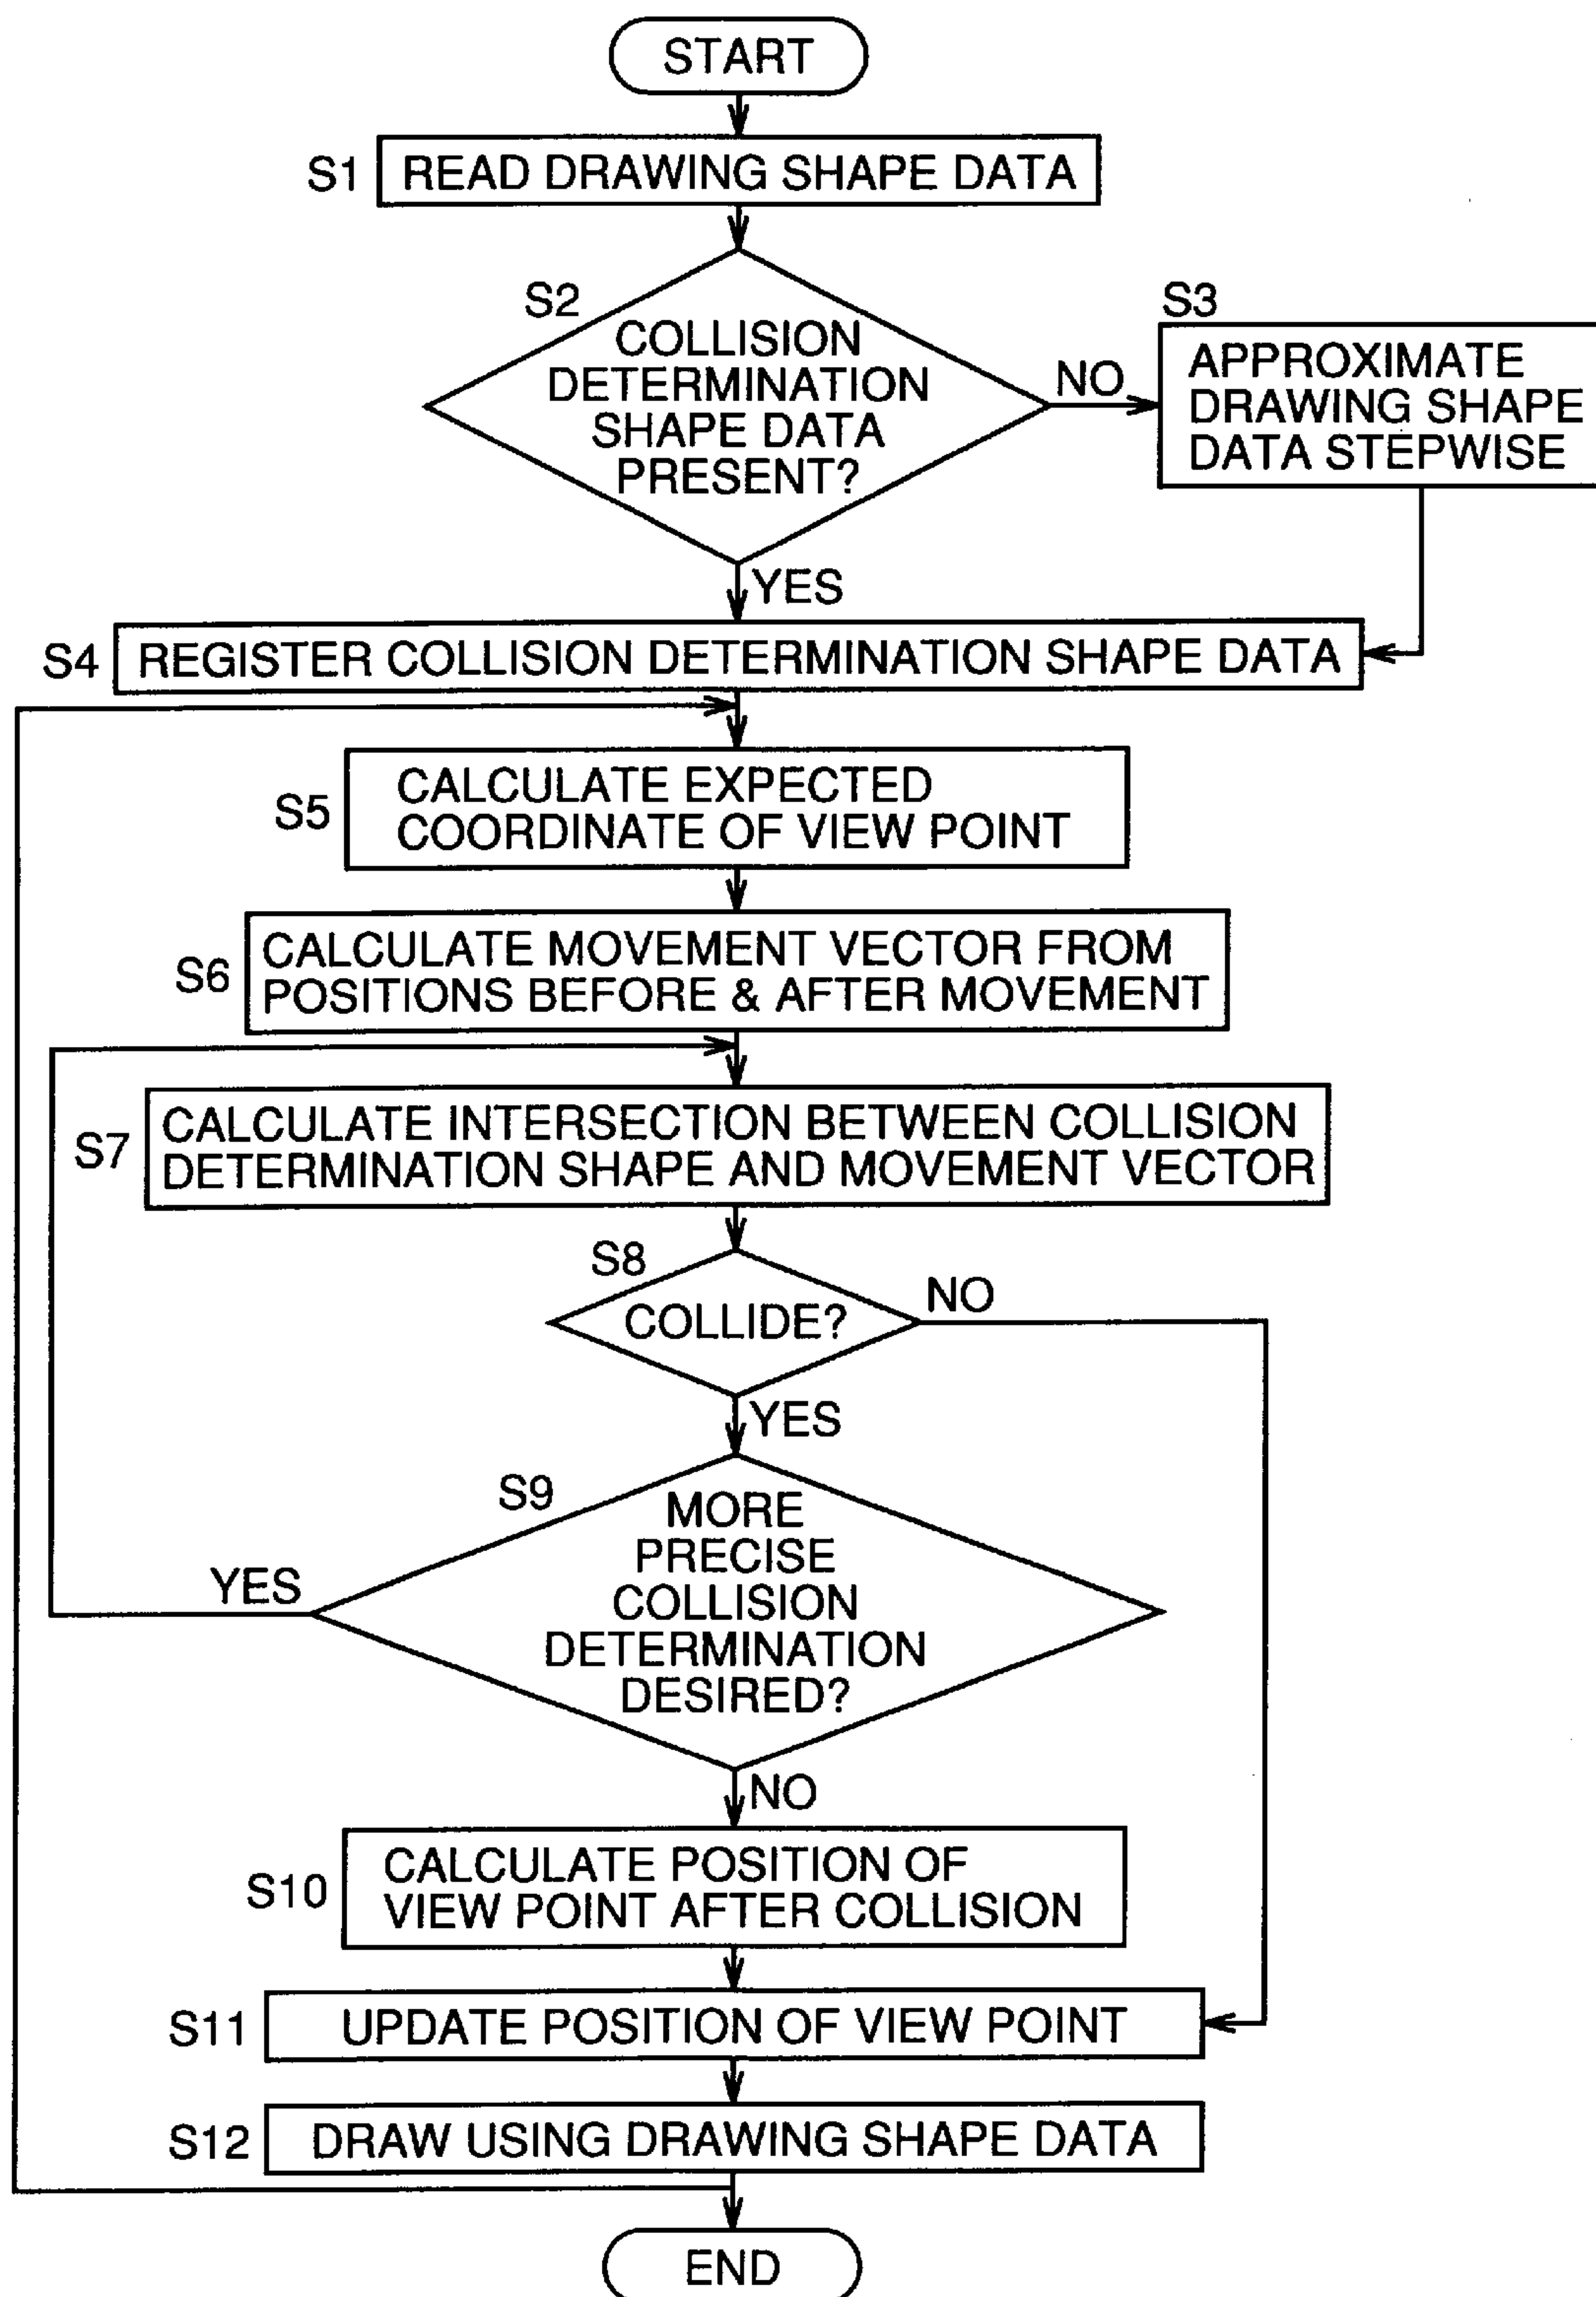 START
S1
READ DRAWING SHAPE DATA
S2
COLLISION
DETERMINATION
SHAPE DATA
PRESENT?
NO
S3
APPROXIMATE
DRAWING SHAPE
DATA STEPWISE
YES
S4
REGISTER COLLISION DETERMINATION SHAPE DATA
S5
CALCULATE EXPECTED
COORDINATE OF VIEW POINT
S6
CALCULATE MOVEMENT VECTOR FROM
POSITIONS BEFORE & AFTER MOVEMENT
S7
CALCULATE INTERSECTION BETWEEN COLLISION
DETERMINATION SHAPE AND MOVEMENT VECTOR
S8
COLLIDE?
NO
YES
S9
MORE
PRECISE
COLLISION
DETERMINATION
DESIRED?
YES
NO
S10
CALCULATE POSITION OF
VIEW POINT AFTER COLLISION
S11
UPDATE POSITION OF VIEW POINT
S12
DRAW USING DRAWING SHAPE DATA
END